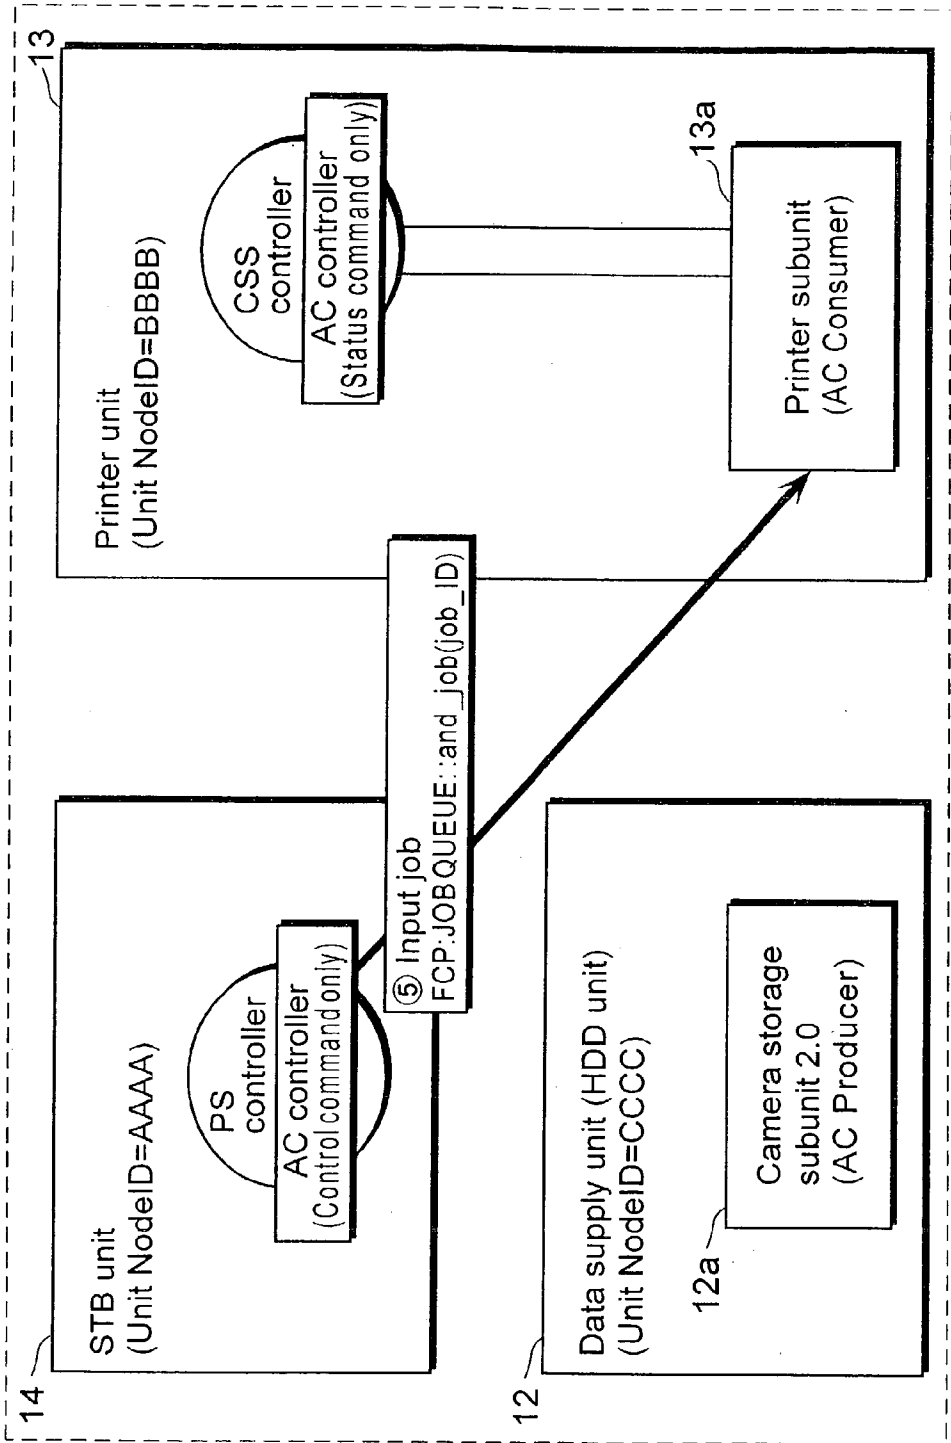 14
STB unit
(Unit NodeID=AAAA)
PS
controller
AC controller
(Control command only)
⑤ Input job
FCP:JOBQUEUE::and_job(job_ID)
13
Printer unit
(Unit NodeID=BBBB)
CSS
controller
AC controller
(Status command only)
13a
Printer subunit
(AC Consumer)
12
Data supply unit (HDD unit)
(Unit NodeID=CCCC)
12a
Camera storage
subunit 2.0
(AC Producer)